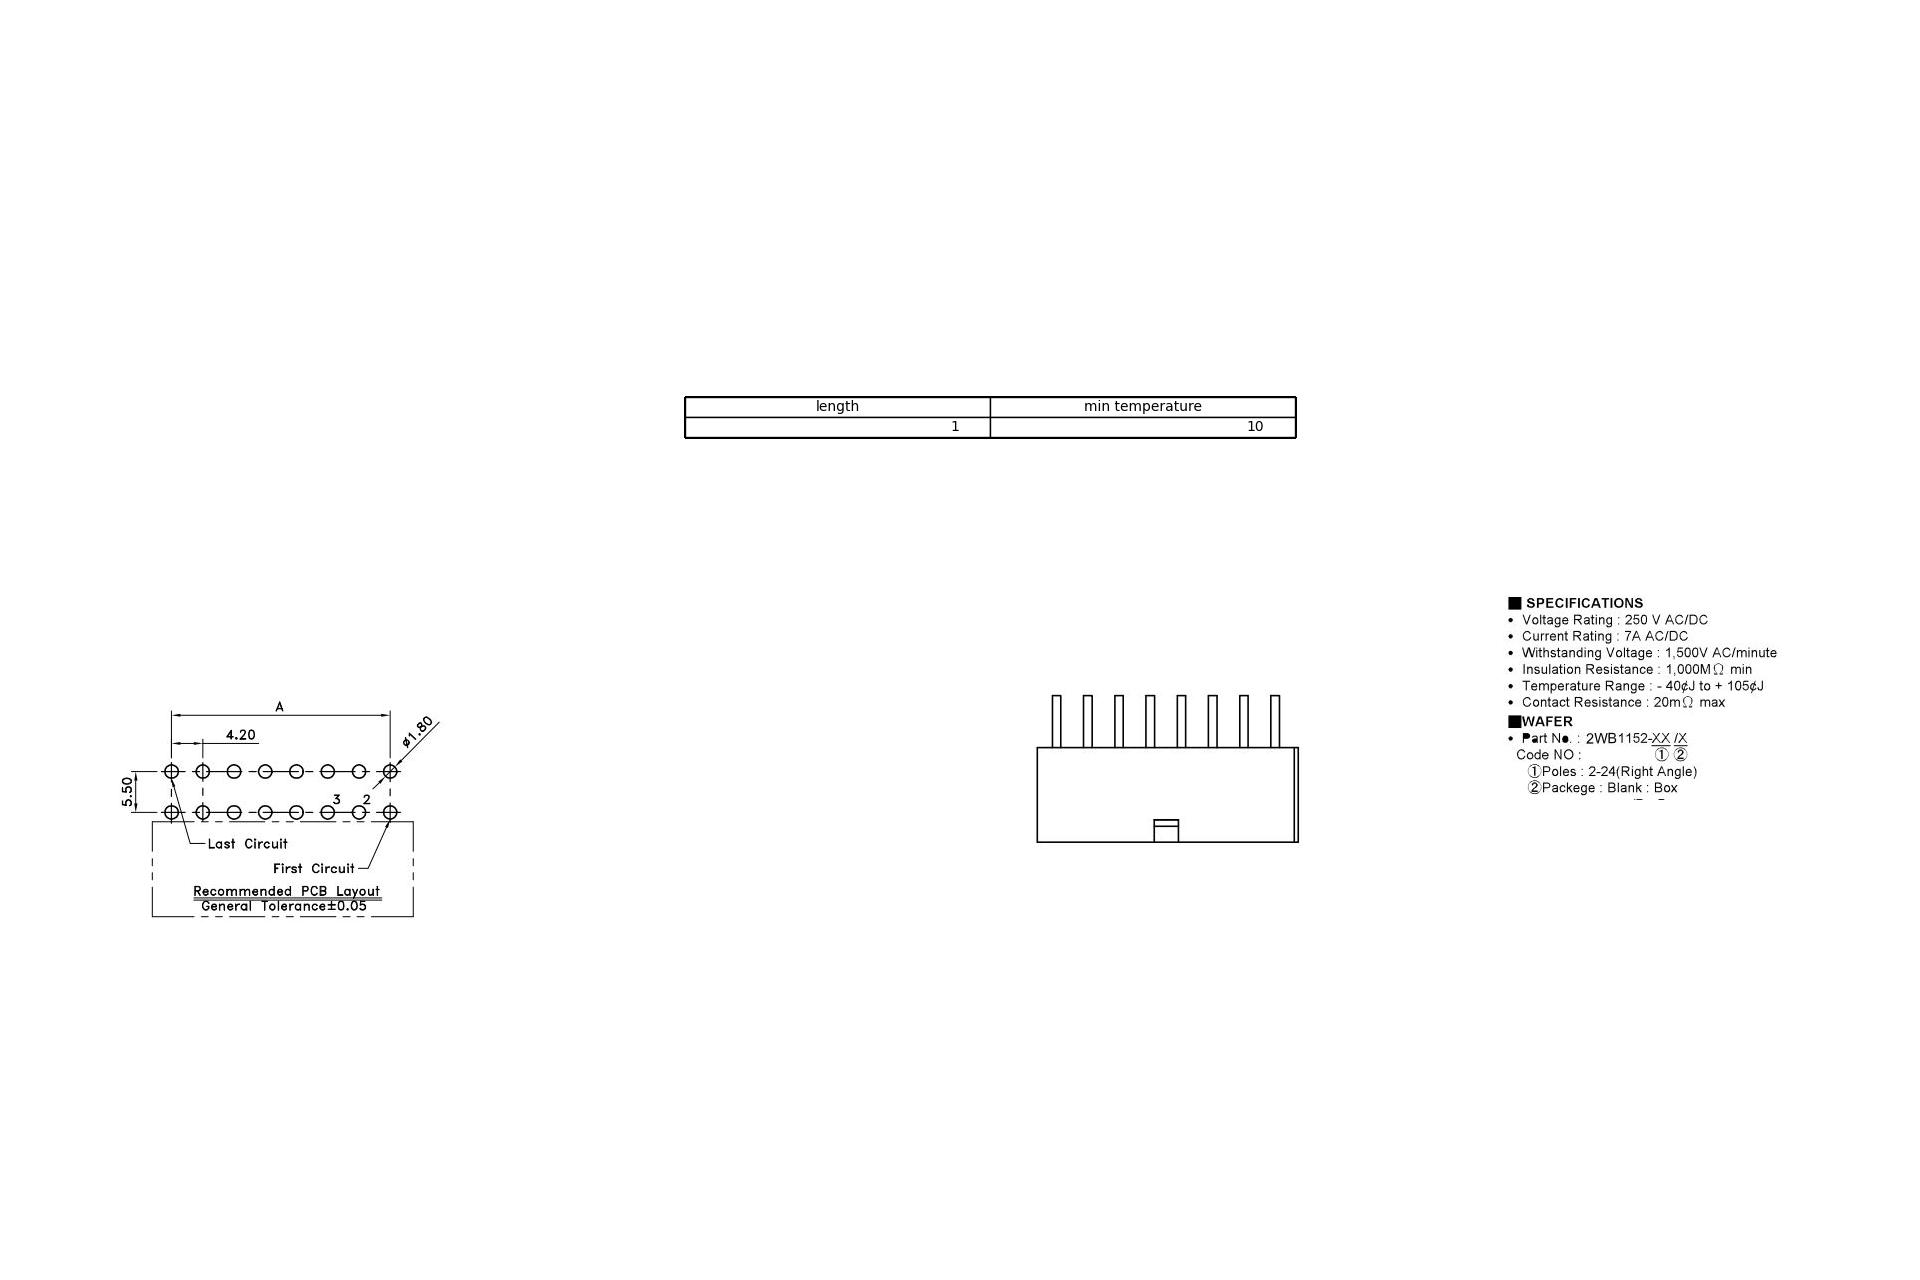 length min temperature
1 10
■ SPECIFICATIONS
• Voltage Rating : 250 V AC/DC
• Current Rating : 7A AC/DC
• Withstanding Voltage : 1,500V AC/minute
• Insulation Resistance : 1,000MΩ min
• Temperature Range : - 40¢J to + 105¢J
• Contact Resistance : 20mΩ max
■WAFER
• Part No. : 2WB1152-XX /X
Code NO : ① ②
①Poles : 2-24(Right Angle)
②Packege : Blank : Box
A
4.20
ø1.80
5.50
3 2
Last Circuit
First Circuit
Recommended PCB Layout
General Tolerance±0.05